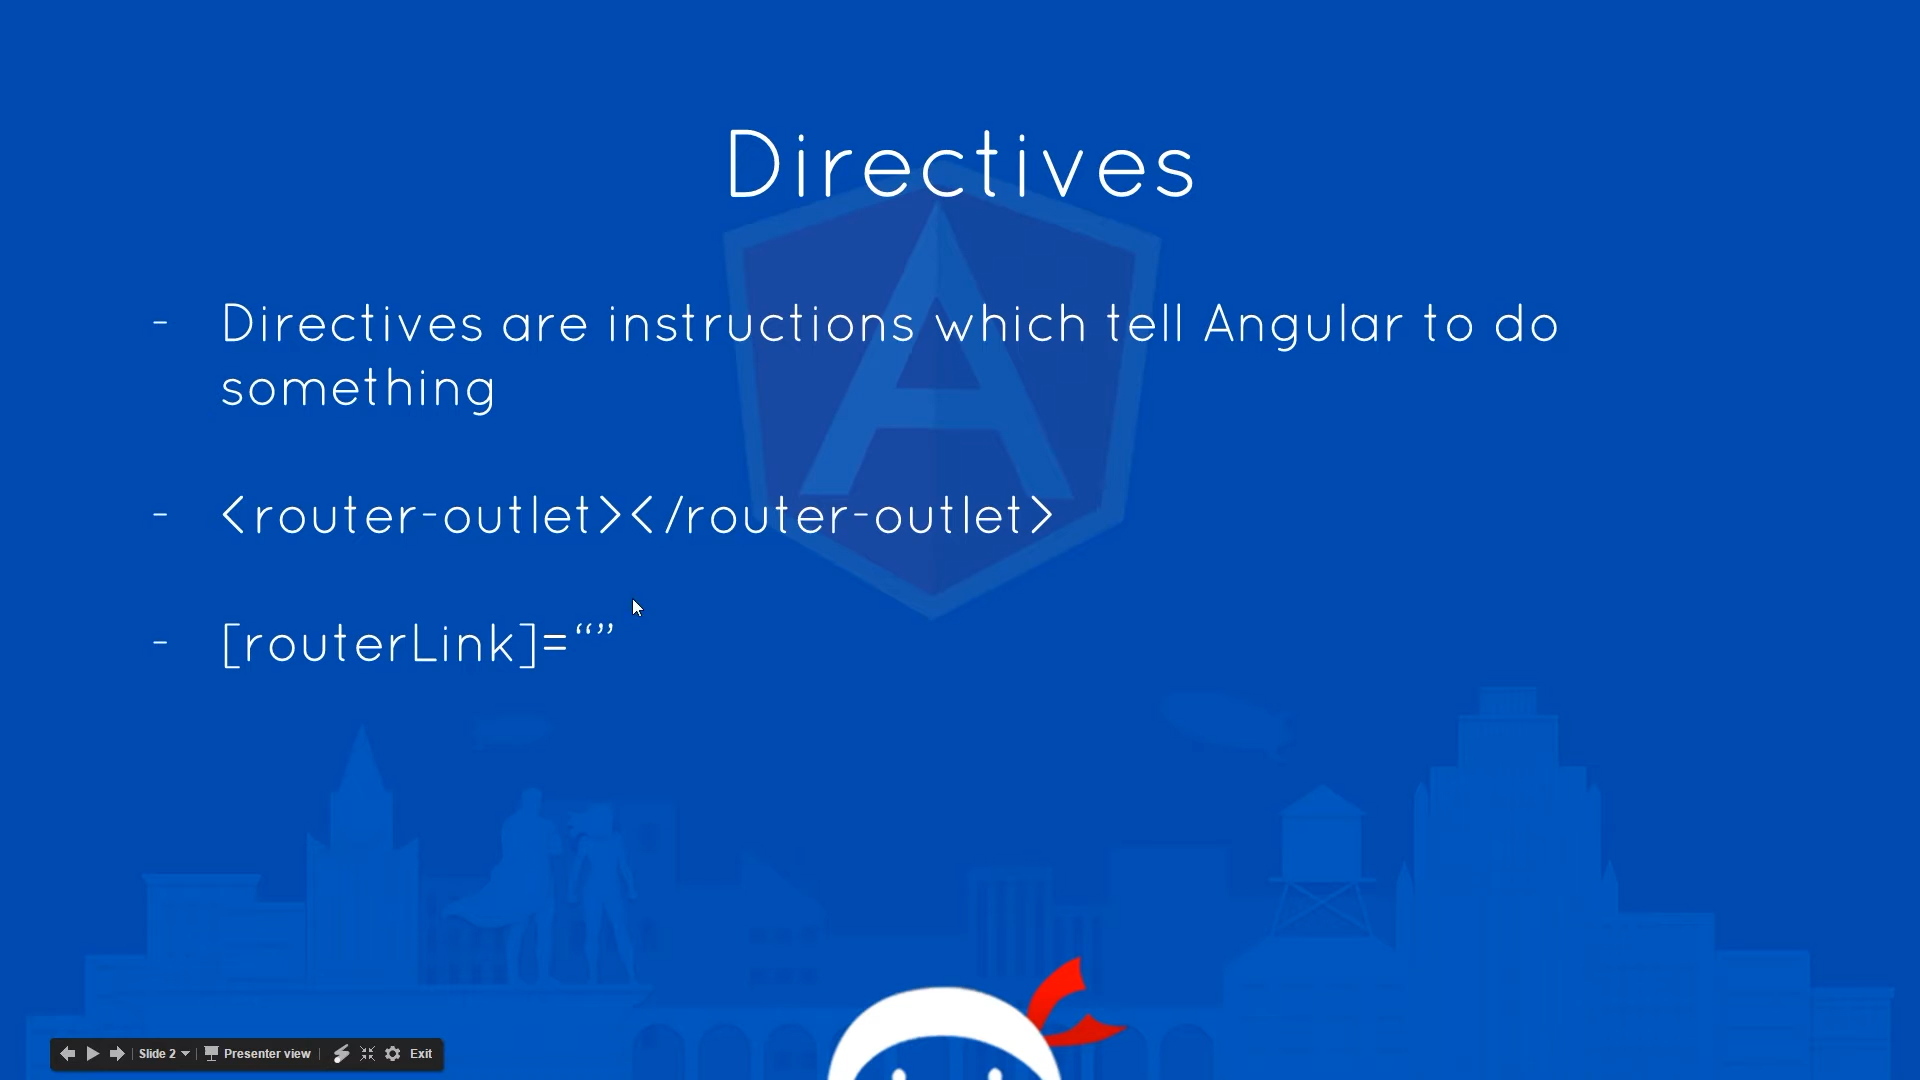 Directives
- Directives are instructions which tell Angular to do
something
- <router-outlet></router-outlet>
- [routerLink]=“”
Slide 2 Presenter view Exit